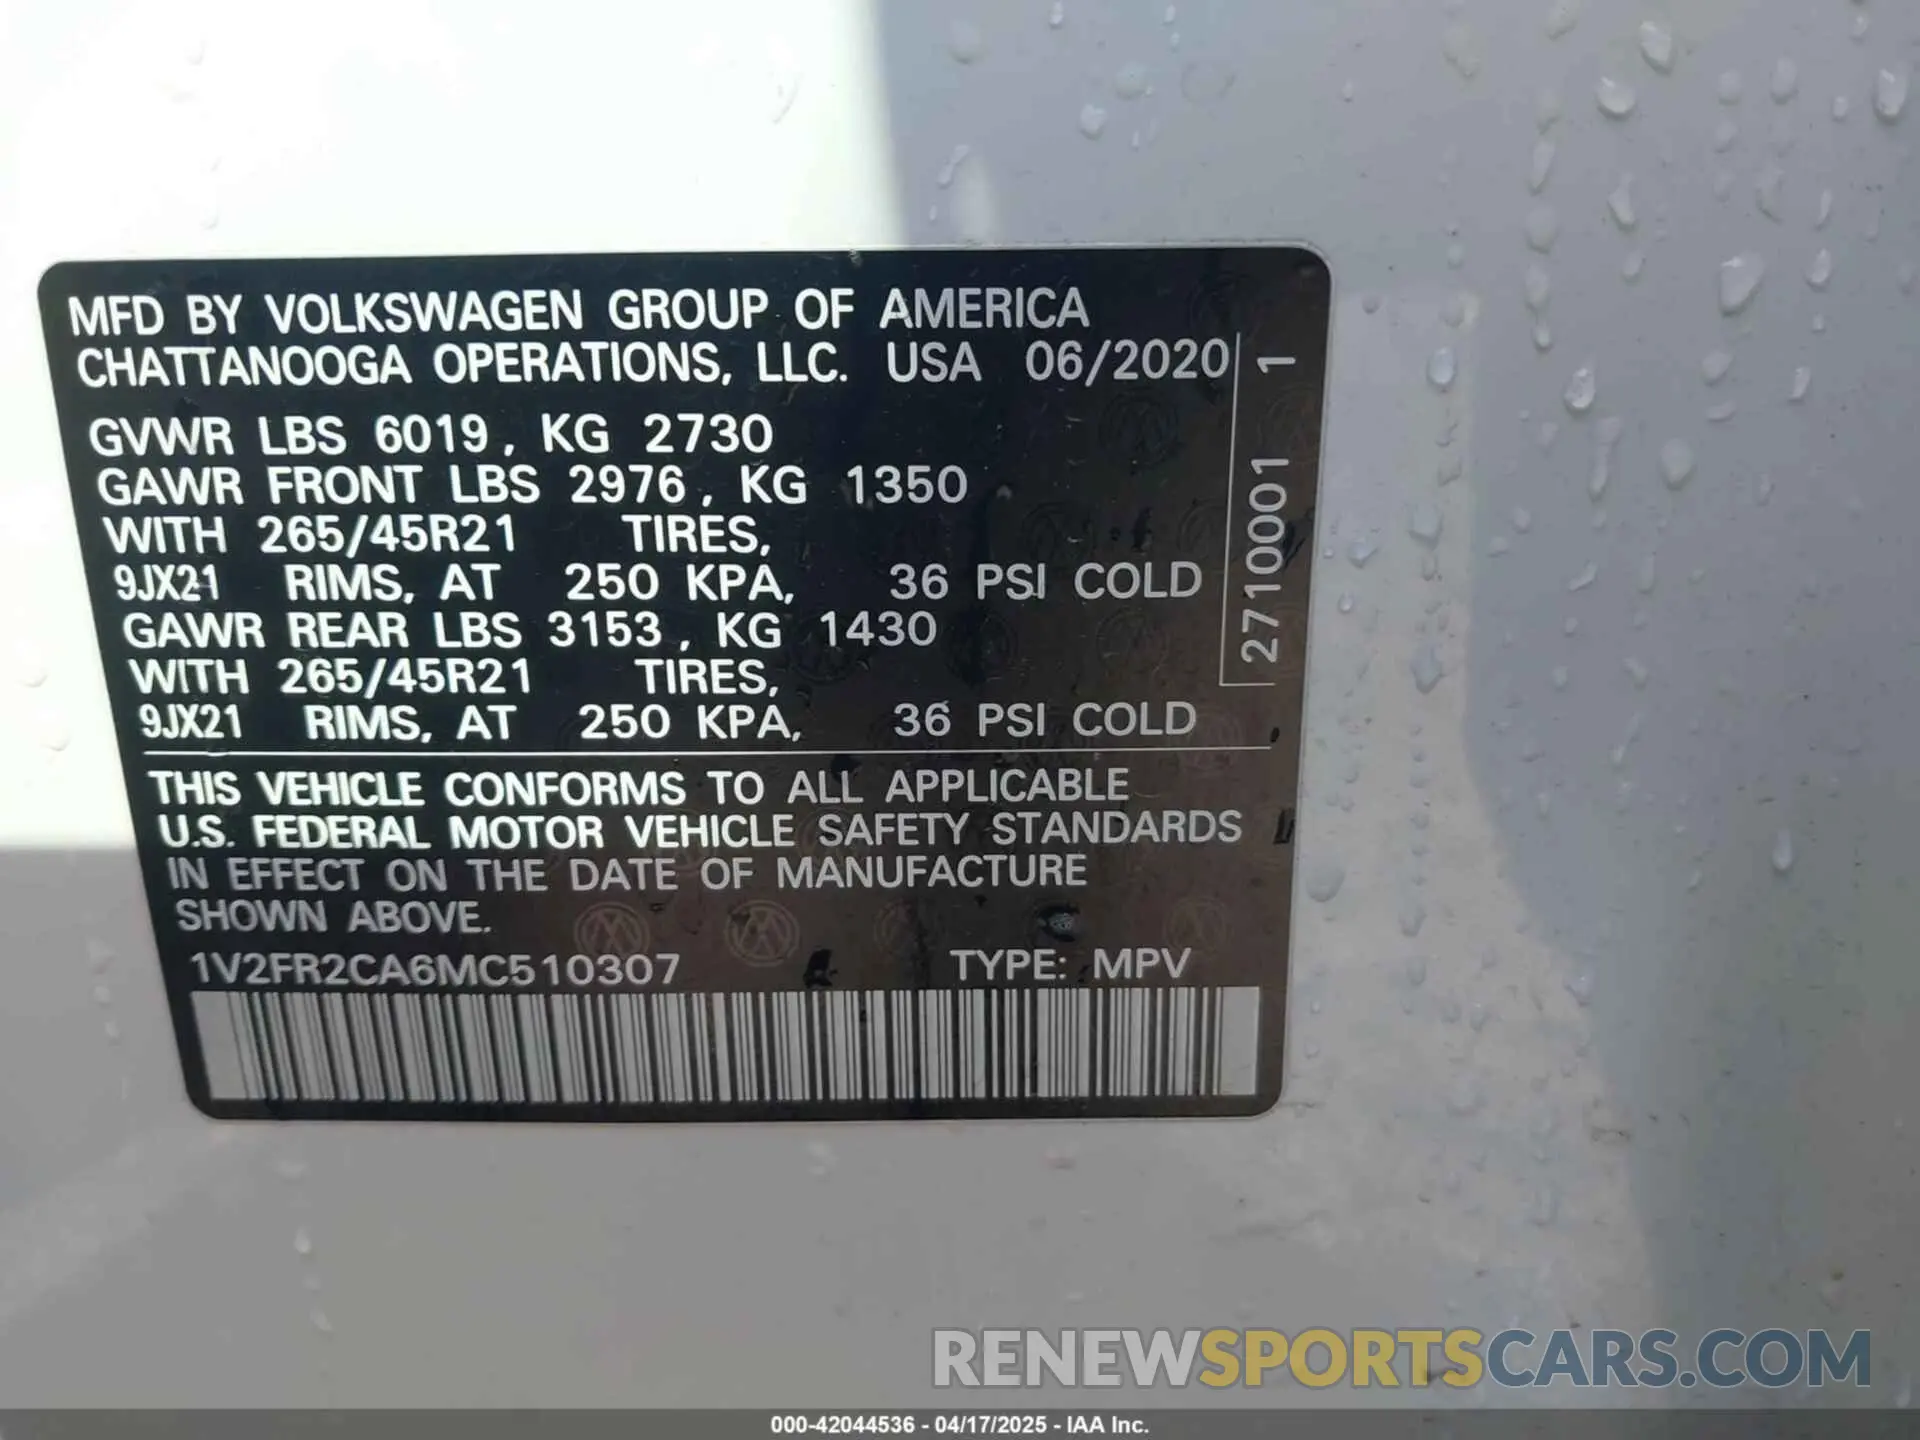 MFD BY VOLKSWAGEN GROUP OF AMERICA
CHATTANOOGA OPERATIONS, LLC. USA 06/2020
GVWR LBS 6019, KG 2730
GAWR FRONT LBS 2976, KG 1350
WITH 265/45R21 TIRES,
9JX21 RIMS, AT 250 KPA, 36 PSI COLD
GAWR REAR LBS 3153, KG 1430
WITH 265/45R21 TIRES,
9JX21 RIMS, AT 250 KPA, 36 PSI COLD
2710001 1
THIS VEHICLE CONFORMS TO ALL APPLICABLE
U.S. FEDERAL MOTOR VEHICLE SAFETY STANDARDS
IN EFFECT ON THE DATE OF MANUFACTURE
SHOWN ABOVE.
1V2FR2CA6MC510307 TYPE: MPV
RENEWSPORTSCARS.COM
000-42044536 - 04/17/2025 - IAA Inc.